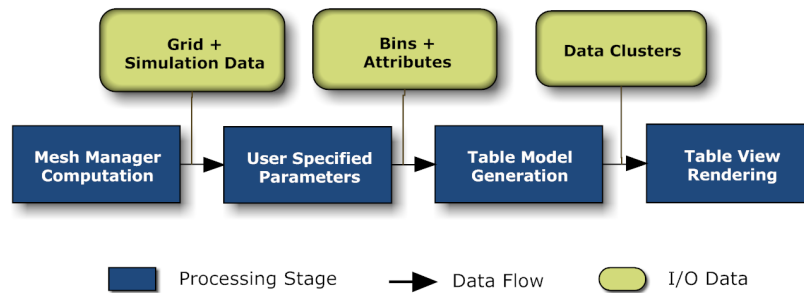 Grid +
Simulation Data
Bins +
Attributes
Data Clusters
Mesh Manager
Computation
User Specified
Parameters
Table Model
Generation
Table View
Rendering
Processing Stage
Data Flow
I/O Data